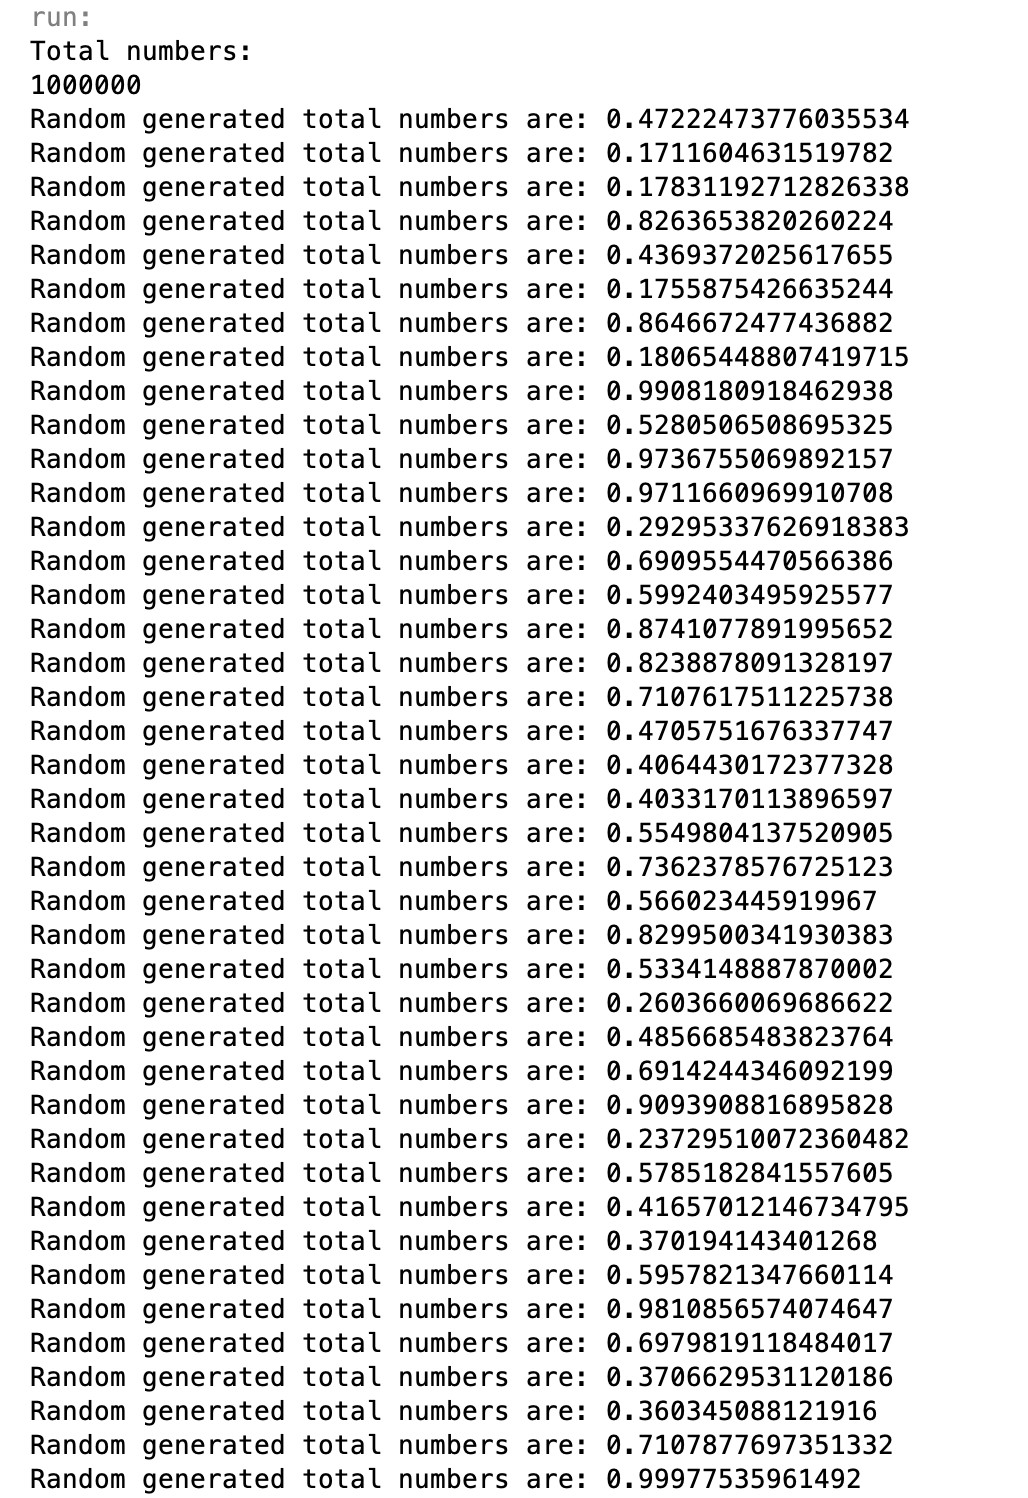 run:
Total numbers:
1000000
Random generated total numbers are: 0.47222473776035534
Random generated total numbers are: 0.1711604631519782
Random generated total numbers are: 0.17831192712826338
Random generated total numbers are: 0.8263653820260224
Random generated total numbers are: 0.4369372025617655
Random generated total numbers are: 0.1755875426635244
Random generated total numbers are: 0.8646672477436882
Random generated total numbers are: 0.18065448807419715
Random generated total numbers are: 0.9908180918462938
Random generated total numbers are: 0.5280506508695325
Random generated total numbers are: 0.9736755069892157
Random generated total numbers are: 0.9711660969910708
Random generated total numbers are: 0.29295337626918383
Random generated total numbers are: 0.6909554470566386
Random generated total numbers are: 0.5992403495925577
Random generated total numbers are: 0.8741077891995652
Random generated total numbers are: 0.8238878091328197
Random generated total numbers are: 0.7107617511225738
Random generated total numbers are: 0.4705751676337747
Random generated total numbers are: 0.4064430172377328
Random generated total numbers are: 0.4033170113896597
Random generated total numbers are: 0.5549804137520905
Random generated total numbers are: 0.7362378576725123
Random generated total numbers are: 0.566023445919967
Random generated total numbers are: 0.8299500341930383
Random generated total numbers are: 0.5334148887870002
Random generated total numbers are: 0.2603660069686622
Random generated total numbers are: 0.4856685483823764
Random generated total numbers are: 0.6914244346092199
Random generated total numbers are: 0.9093908816895828
Random generated total numbers are: 0.23729510072360482
Random generated total numbers are: 0.5785182841557605
Random generated total numbers are: 0.41657012146734795
Random generated total numbers are: 0.370194143401268
Random generated total numbers are: 0.5957821347660114
Random generated total numbers are: 0.9810856574074647
Random generated total numbers are: 0.6979819118484017
Random generated total numbers are: 0.3706629531120186
Random generated total numbers are: 0.360345088121916
Random generated total numbers are: 0.7107877697351332
Random generated total numbers are: 0.99977535961492